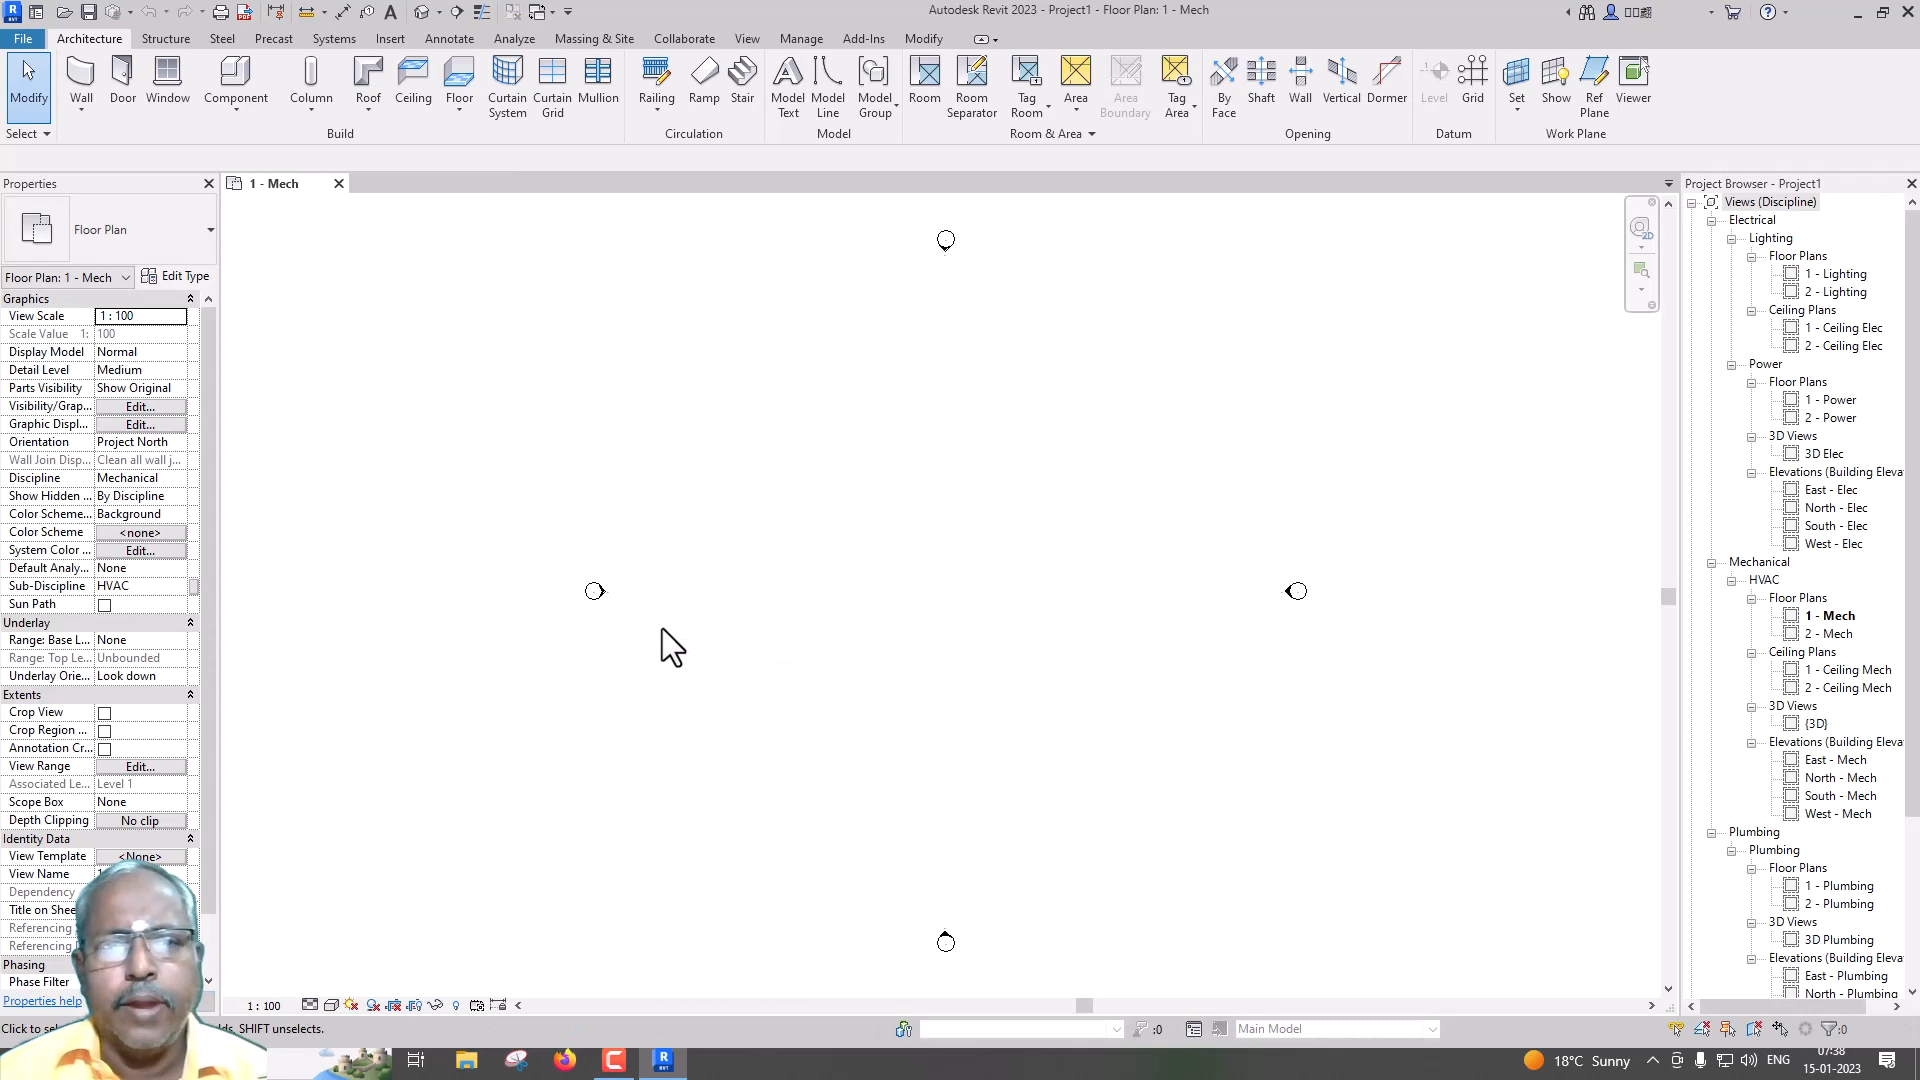 Autodesk Revit 2023 - Project1 - Floor Plan: 1 - Mech
File Architecture Structure Steel Precast Systems Insert Annotate Analyze Massing & Site Collaborate View Manage Add-Ins Modify
Modify Wall Door Window Component Column Roof Ceiling Floor Curtain System Curtain Grid Mullion Railing Ramp Stair Model Text Model Line Model Group Room Room Separator Tag Room Area Area Boundary Tag Area By Face Shaft Wall Vertical Dormer Level Grid Set Show Ref Plane Viewer
Select Build Circulation Model Room & Area Opening Datum Work Plane
Properties
1 - Mech
Project Browser - Project1
Floor Plan
Floor Plan: 1 - Mech Edit Type
Graphics
View Scale 1 : 100
Scale Value 1: 100
Display Model Normal
Detail Level Medium
Parts Visibility Show Original
Visibility/Grap... Edit...
Graphic Displ... Edit...
Orientation Project North
Wall Join Disp... Clean all wall j...
Discipline Mechanical
Show Hidden ... By Discipline
Color Scheme... Background
Color Scheme <none>
System Color ... Edit...
Default Analy... None
Sub-Discipline HVAC
Sun Path
Underlay
Range: Base L... None
Range: Top Le... Unbounded
Underlay Orie... Look down
Extents
Crop View
Crop Region ...
Annotation Cr...
View Range Edit...
Associated Le... Level 1
Scope Box None
Depth Clipping No clip
Identity Data
View Template <None>
View Name
Dependency
Title on Shee
Referencing
Referencing
Phasing
Phase Filter
Properties help
2D
Views (Discipline)
Electrical
Lighting
Floor Plans
1 - Lighting
2 - Lighting
Ceiling Plans
1 - Ceiling Elec
2 - Ceiling Elec
Power
Floor Plans
1 - Power
2 - Power
3D Views
3D Elec
Elevations (Building Eleva
East - Elec
North - Elec
South - Elec
West - Elec
Mechanical
HVAC
Floor Plans
1 - Mech
2 - Mech
Ceiling Plans
1 - Ceiling Mech
2 - Ceiling Mech
3D Views
{3D}
Elevations (Building Eleva
East - Mech
North - Mech
South - Mech
West - Mech
Plumbing
Plumbing
Floor Plans
1 - Plumbing
2 - Plumbing
3D Views
3D Plumbing
Elevations (Building Eleva
East - Plumbing
North - Plumbing
1 : 100
Click to sel ds, SHIFT unselects.
:0 Main Model :0
18°C Sunny ENG
07:38
15-01-2023